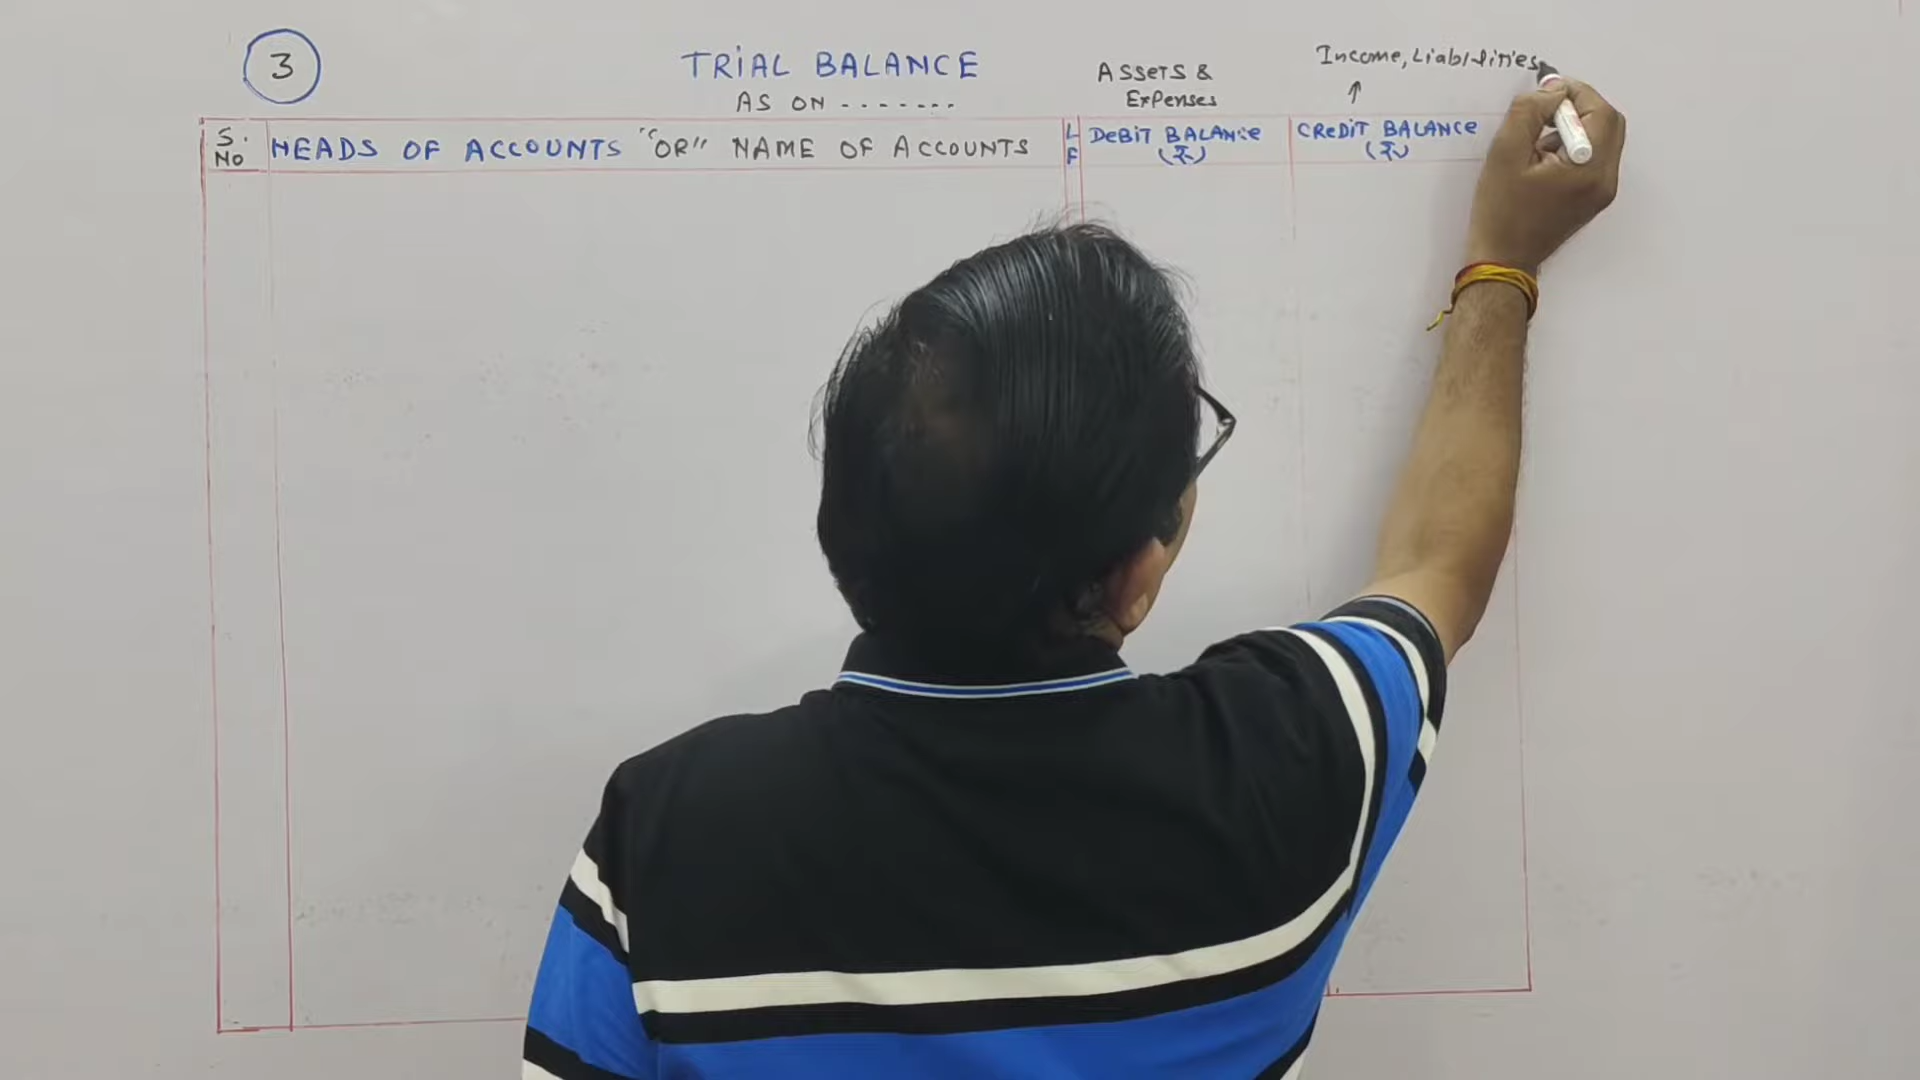 3
TRIAL BALANCE
AS ON --------
Assets &
Expenses
Income, Liabilities
↑
S. No
HEADS OF ACCOUNTS "OR" NAME OF ACCOUNTS
LF
DEBIT BALANCE
(₹)
CREDIT BALANCE
(₹)